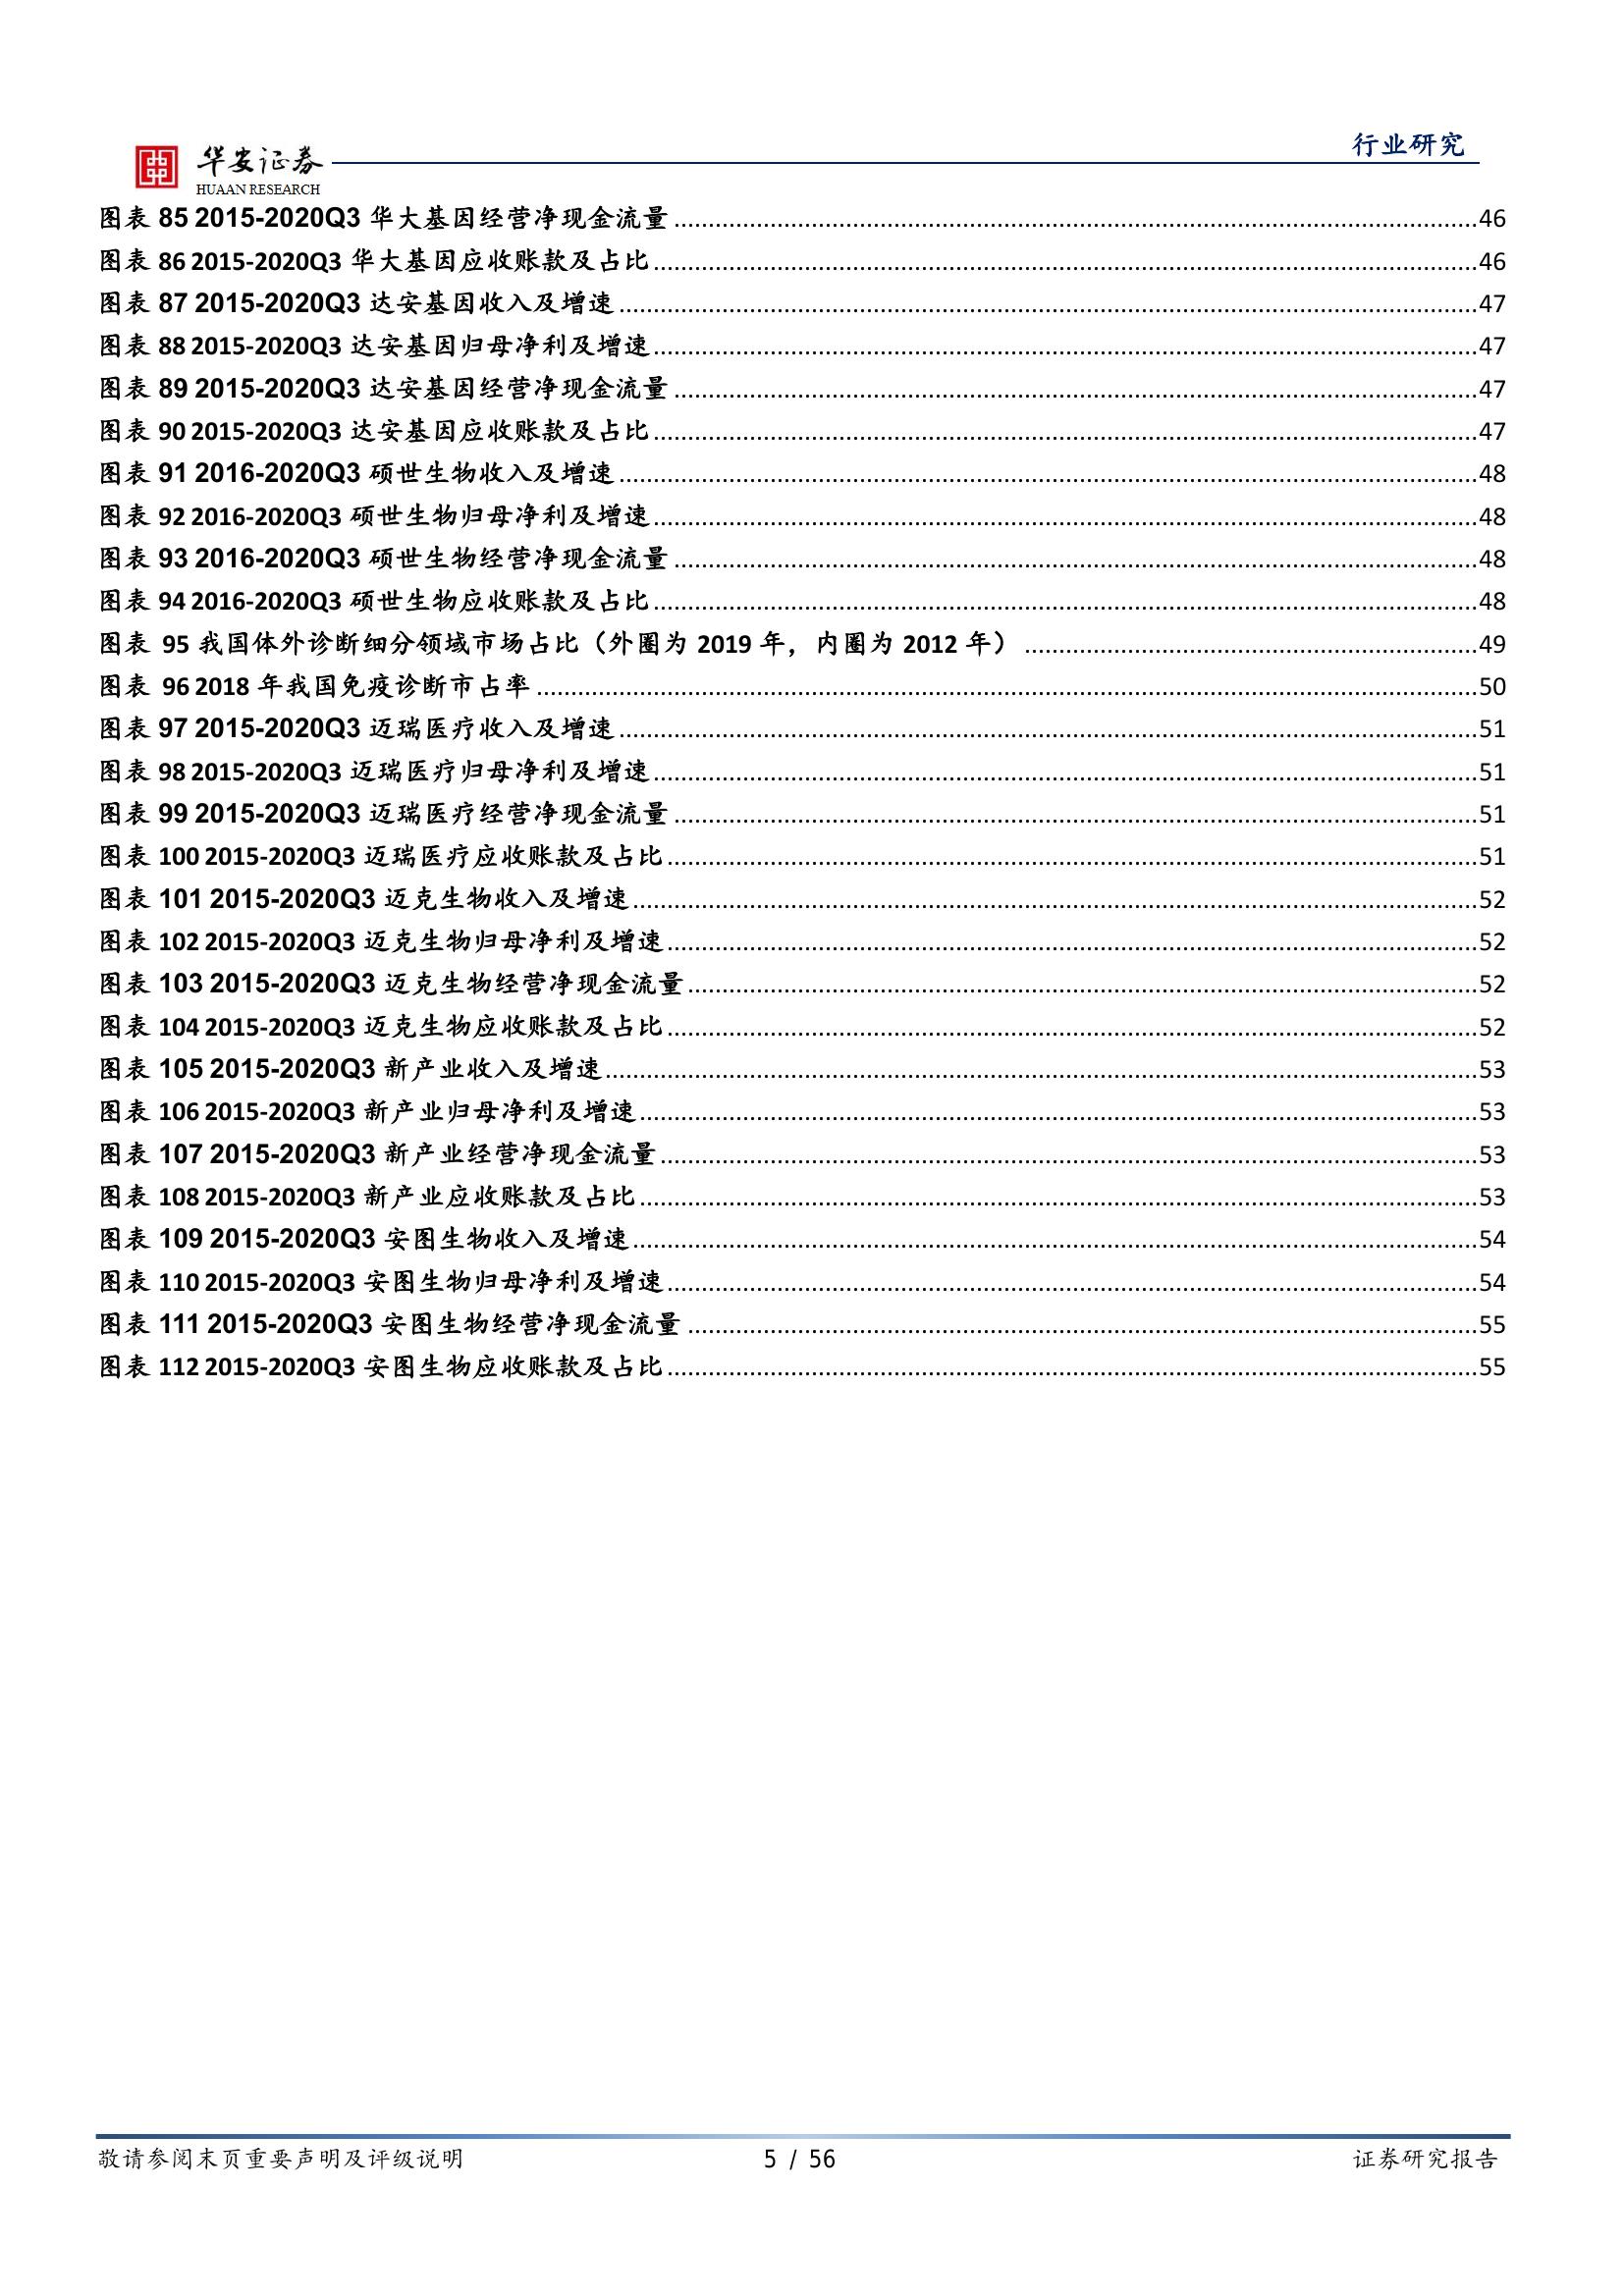 行业研究
华安证券
HUAAN RESEARCH
图表 85 2015-2020Q3 华大基因经营净现金流量 46
图表 86 2015-2020Q3 华大基因应收账款及占比 46
图表 87 2015-2020Q3 达安基因收入及增速 47
图表 88 2015-2020Q3 达安基因归母净利及增速 47
图表 89 2015-2020Q3 达安基因经营净现金流量 47
图表 90 2015-2020Q3 达安基因应收账款及占比 47
图表 91 2016-2020Q3 硕世生物收入及增速 48
图表 92 2016-2020Q3 硕世生物归母净利及增速 48
图表 93 2016-2020Q3 硕世生物经营净现金流量 48
图表 94 2016-2020Q3 硕世生物应收账款及占比 48
图表 95 我国体外诊断细分领域市场占比（外圈为 2019 年，内圈为 2012 年） 49
图表 96 2018 年我国免疫诊断市占率 50
图表 97 2015-2020Q3 迈瑞医疗收入及增速 51
图表 98 2015-2020Q3 迈瑞医疗归母净利及增速 51
图表 99 2015-2020Q3 迈瑞医疗经营净现金流量 51
图表 100 2015-2020Q3 迈瑞医疗应收账款及占比 51
图表 101 2015-2020Q3 迈克生物收入及增速 52
图表 102 2015-2020Q3 迈克生物归母净利及增速 52
图表 103 2015-2020Q3 迈克生物经营净现金流量 52
图表 104 2015-2020Q3 迈克生物应收账款及占比 52
图表 105 2015-2020Q3 新产业收入及增速 53
图表 106 2015-2020Q3 新产业归母净利及增速 53
图表 107 2015-2020Q3 新产业经营净现金流量 53
图表 108 2015-2020Q3 新产业应收账款及占比 53
图表 109 2015-2020Q3 安图生物收入及增速 54
图表 110 2015-2020Q3 安图生物归母净利及增速 54
图表 111 2015-2020Q3 安图生物经营净现金流量 55
图表 112 2015-2020Q3 安图生物应收账款及占比 55
敬请参阅末页重要声明及评级说明 5 / 56 证券研究报告